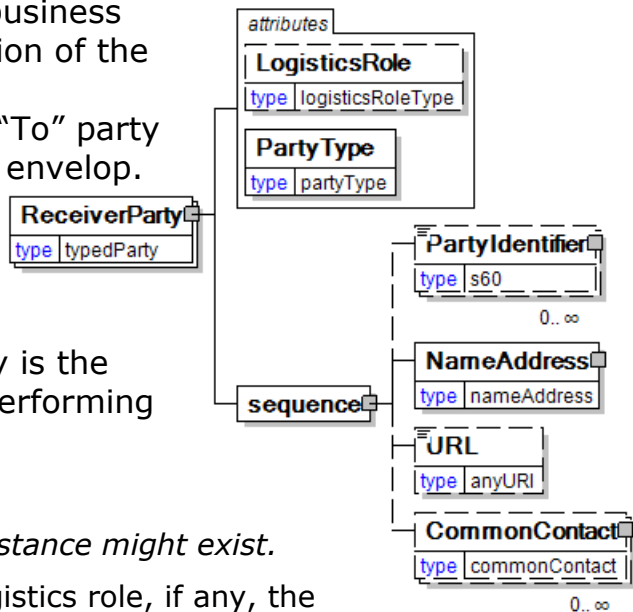 business
ion of the
"To" party
envelop.
y is the
erforming
stance might exist.
gistics role, if any, the
attributes
LogisticsRole
type logisticsRoleType
PartyType
type partyType
ReceiverParty
type typedParty
sequence
PartyIdentifier
type s60
0.. ∞
NameAddress
type nameAddress
URL
type anyURI
CommonContact
type commonContact
0.. ∞